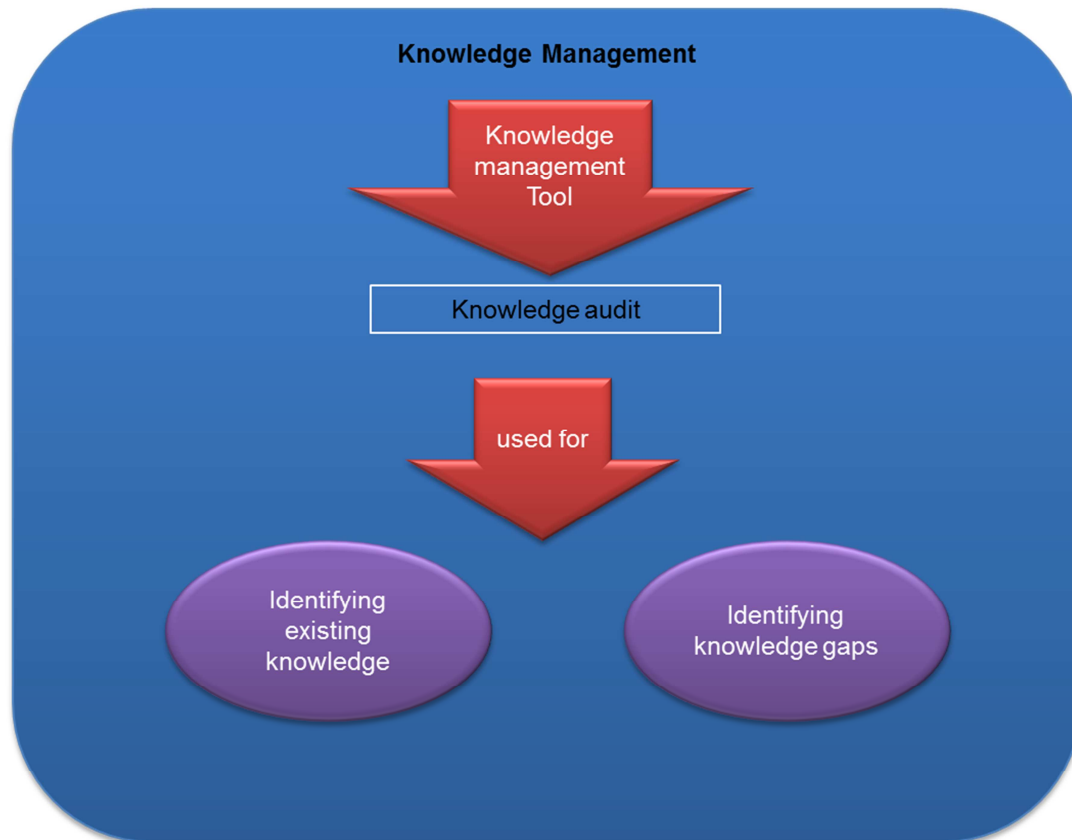 Knowledge Management
Knowledge
management
Tool
Knowledge audit
used for
Identifying
existing
knowledge
Identifying
knowledge gaps